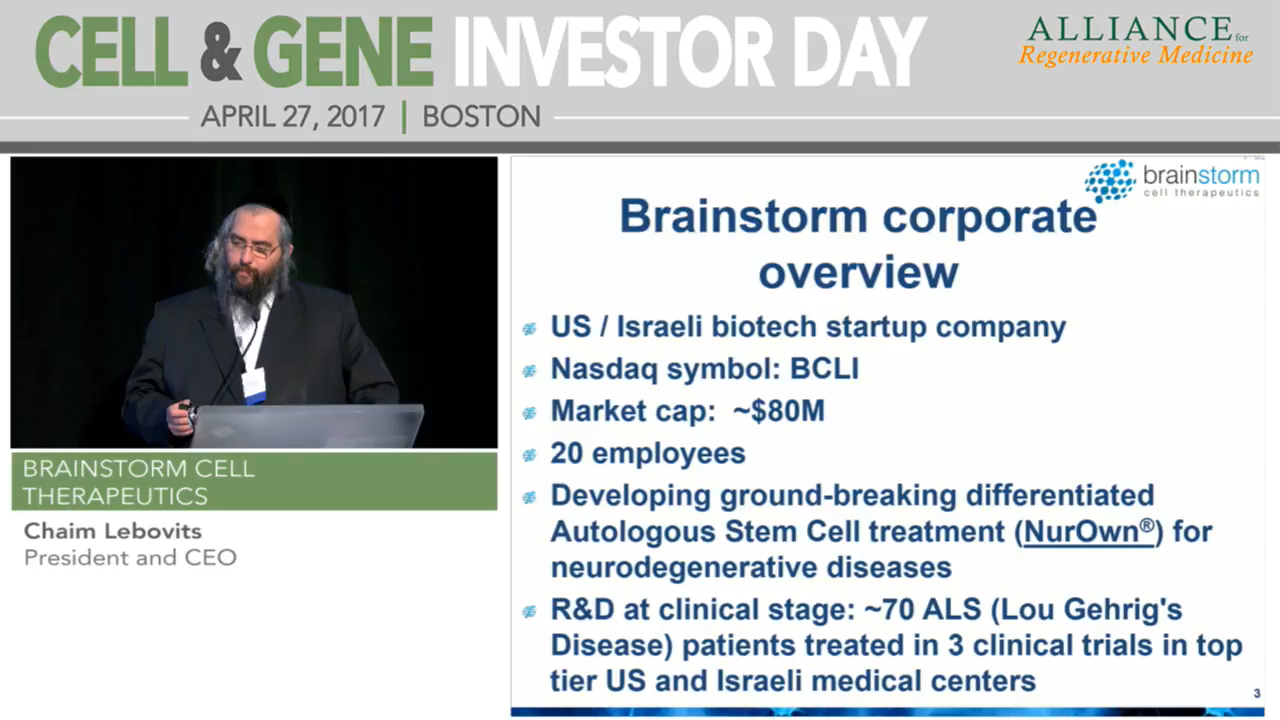 CELL & GENE INVESTOR DAY
APRIL 27, 2017 | BOSTON
ALLIANCE for
Regenerative Medicine
BRAINSTORM CELL
THERAPEUTICS
Chaim Lebovits
President and CEO
brainstorm
cell therapeutics
Brainstorm corporate
overview
US / Israeli biotech startup company
Nasdaq symbol: BCLI
Market cap: ~$80M
20 employees
Developing ground-breaking differentiated
Autologous Stem Cell treatment (NurOwn®) for
neurodegenerative diseases
R&D at clinical stage: ~70 ALS (Lou Gehrig's
Disease) patients treated in 3 clinical trials in top
tier US and Israeli medical centers
3